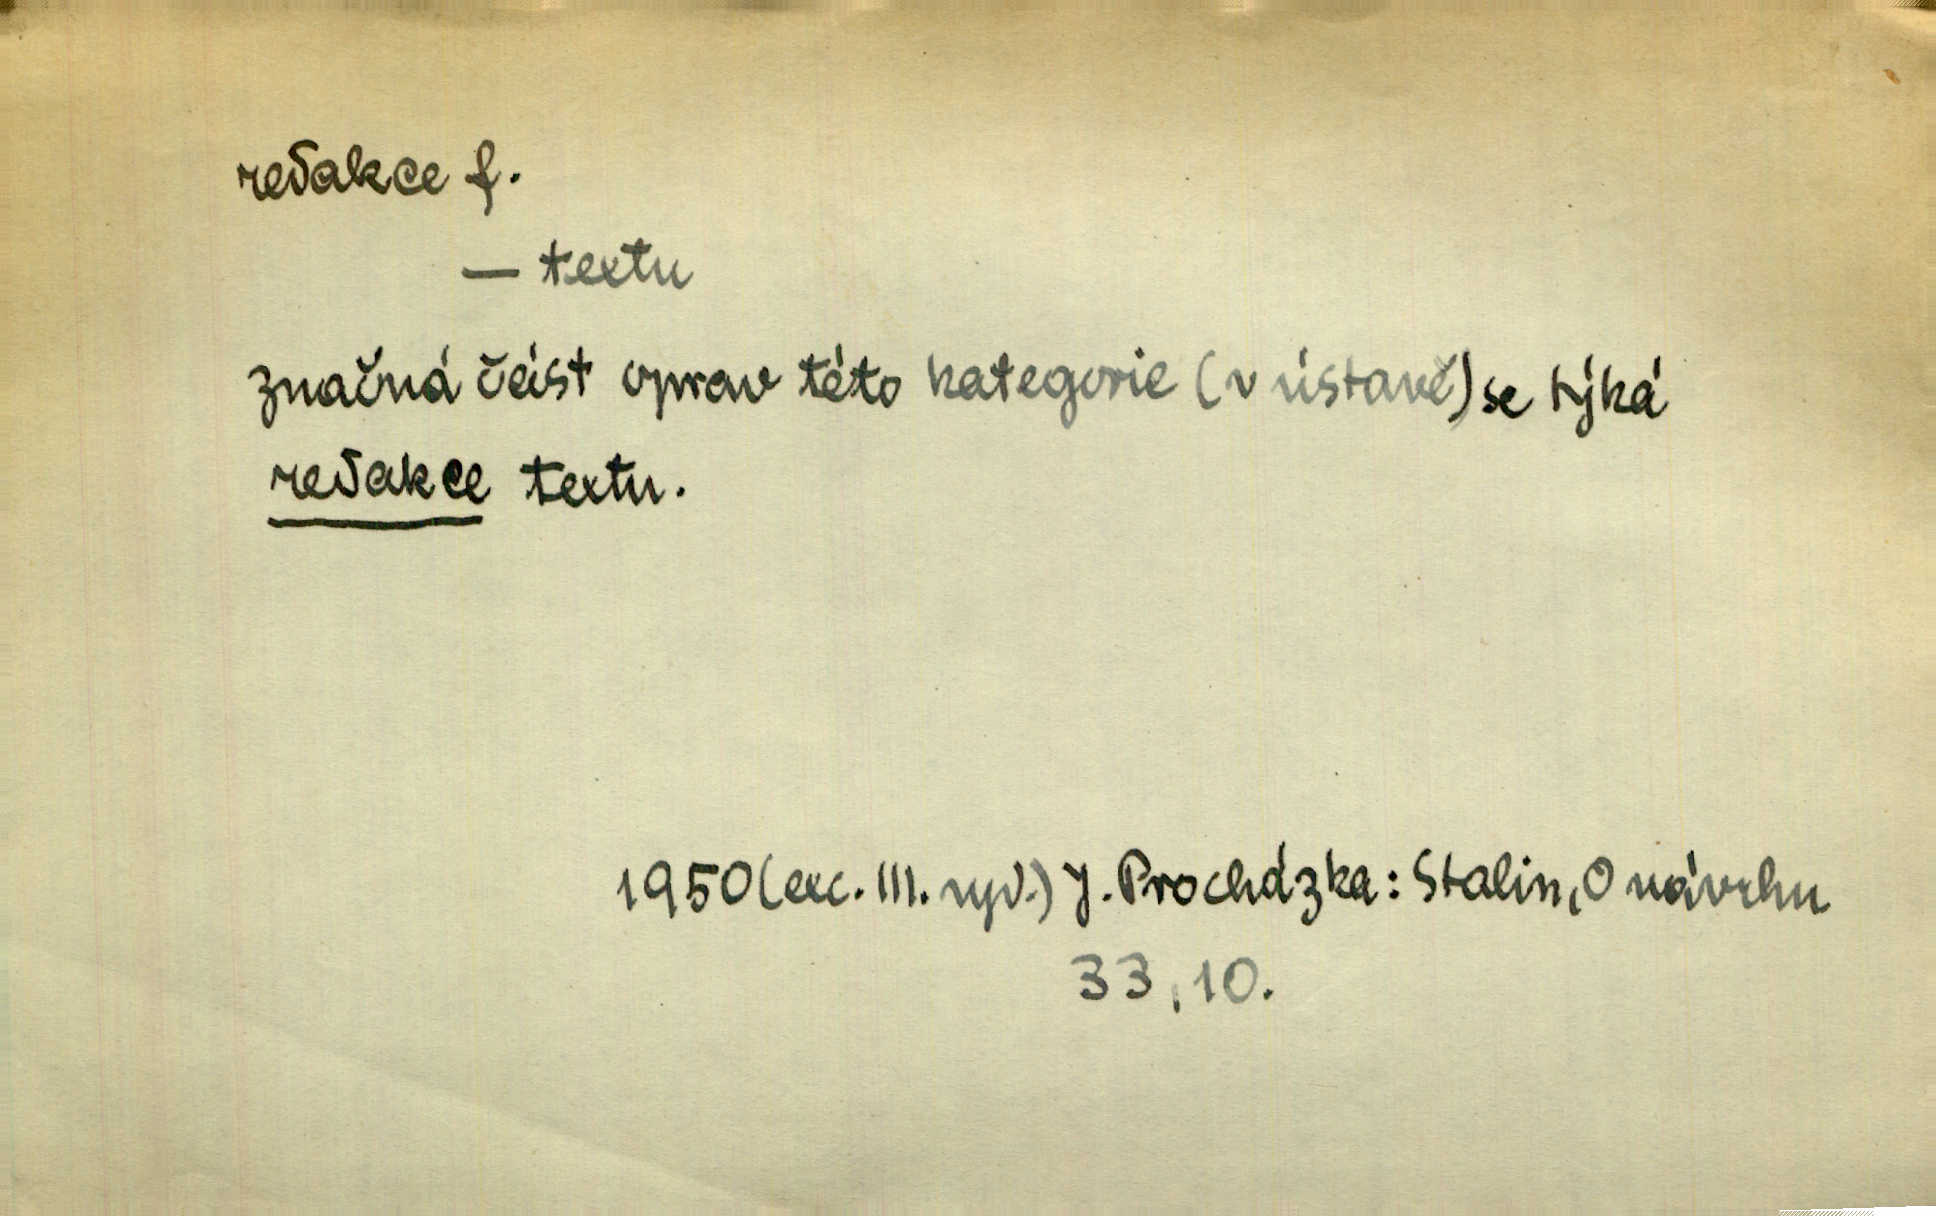 redakce f.
— textu
značná část oprav této kategorie (v ústavě) se týká
redakce textu.
1950 (exc. III. vyd.) J. Procházka: Stalin, O návrhu
33, 10.